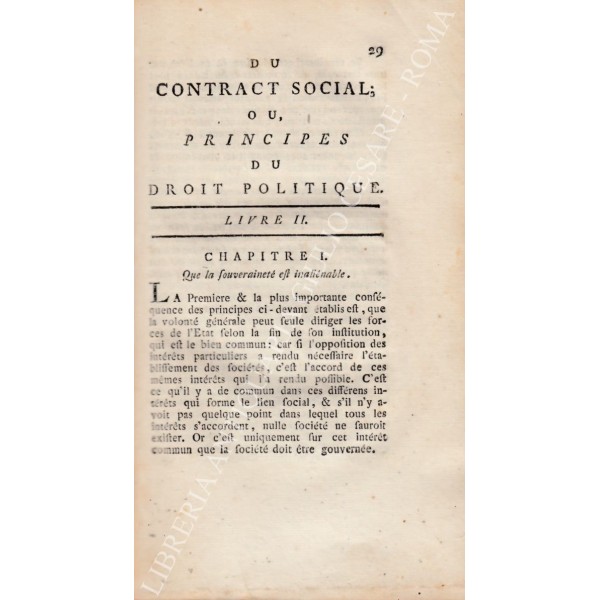 29
DU
CONTRACT SOCIAL;
OU,
PRINCIPES
DU
DROIT POLITIQUE.
LIVRE II.
CHAPITRE I.
Que la ſouveraineté eſt inaliénable.
LA Premiere & la plus importante conſé-
quence des principes ci-devant établis eſt, que
la volonté générale peut ſeule diriger les for-
ces de l'Etat ſelon la fin de ſon inſtitution,
qui eſt le bien commun: car ſi l'oppoſition des
intérêts particuliers a rendu néceſſaire l'éta-
bliſſement des ſociétés, c'eſt l'accord de ces
mêmes intérêts qui l'a rendu poſſible. C'eſt
ce qu'il y a de commun dans ces différens in-
térêts qui forme le lien ſocial, & s'il n'y a-
voit pas quelque point dans lequel tous les
intérêts s'accordent, nulle ſociété ne ſauroit
exiſter. Or c'eſt uniquement ſur cet intérêt
commun que la ſociété doit être gouvernée.
LIBRERIA ANTIQUARIA GIULIO CESARE - ROMA